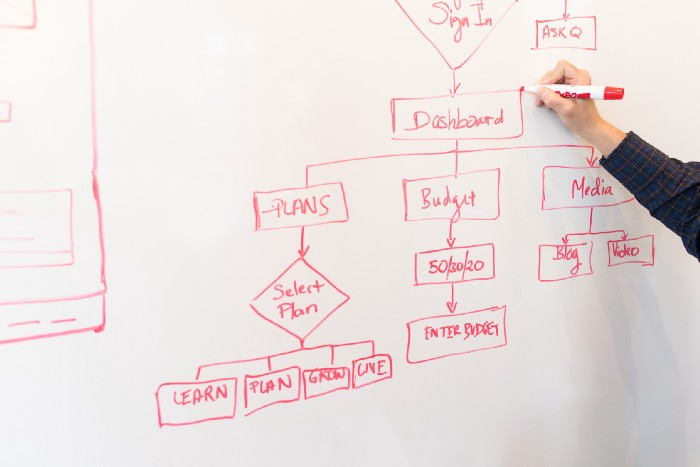 Sign In
ASK Q
Dashboard
PLANS
Budget
Media
50/30/20
Blog
Video
Select
Plan
ENTER BUDGET
LEARN
PLAN
GROW
LIVE